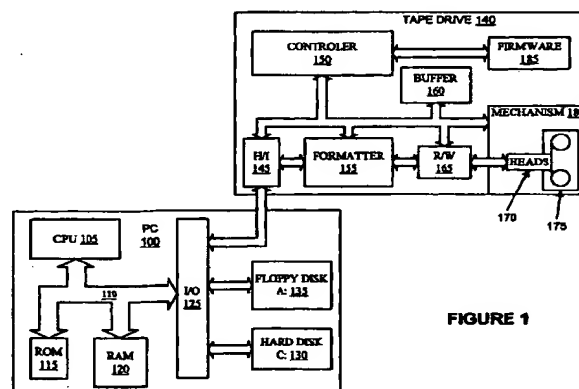 TAPE DRIVE 140
CONTROLER
150
FIRMWARE
185
BUFFER
160
MECHANISM 18
H/I
145
FORMATTER
155
R/W
165
HEADS
170
175
CPU 105
PC
100
110
I/O
125
FLOPPY DISK
A: 135
HARD DISK
C: 130
ROM
115
RAM
120
FIGURE 1